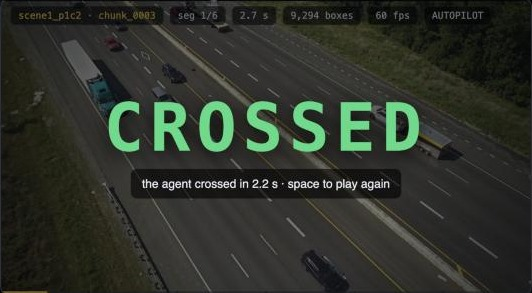 scene1_p1c2 · chunk_0003 seg 1/6 2.7 s 9,294 boxes 60 fps AUTOPILOT
CROSSED
the agent crossed in 2.2 s · space to play again